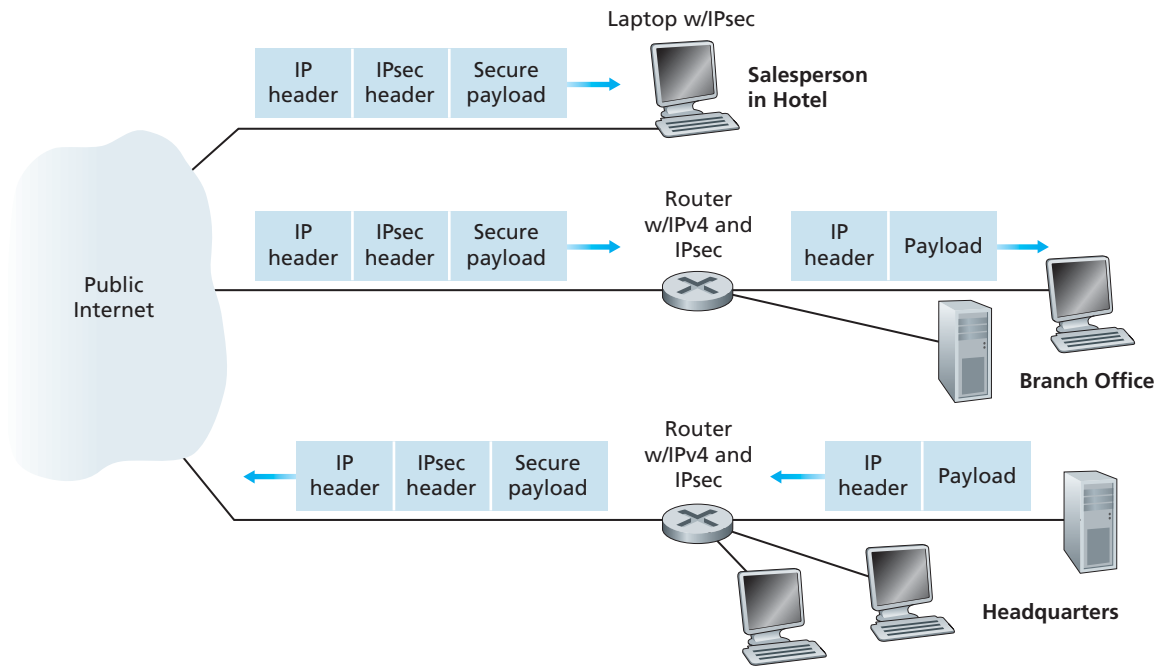 Laptop w/IPsec
IP
header
IPsec
header
Secure
payload
Salesperson
in Hotel
Public
Internet
IP
header
IPsec
header
Secure
payload
Router
w/IPv4 and
IPsec
IP
header
Payload
Branch Office
IP
header
IPsec
header
Secure
payload
Router
w/IPv4 and
IPsec
IP
header
Payload
Headquarters